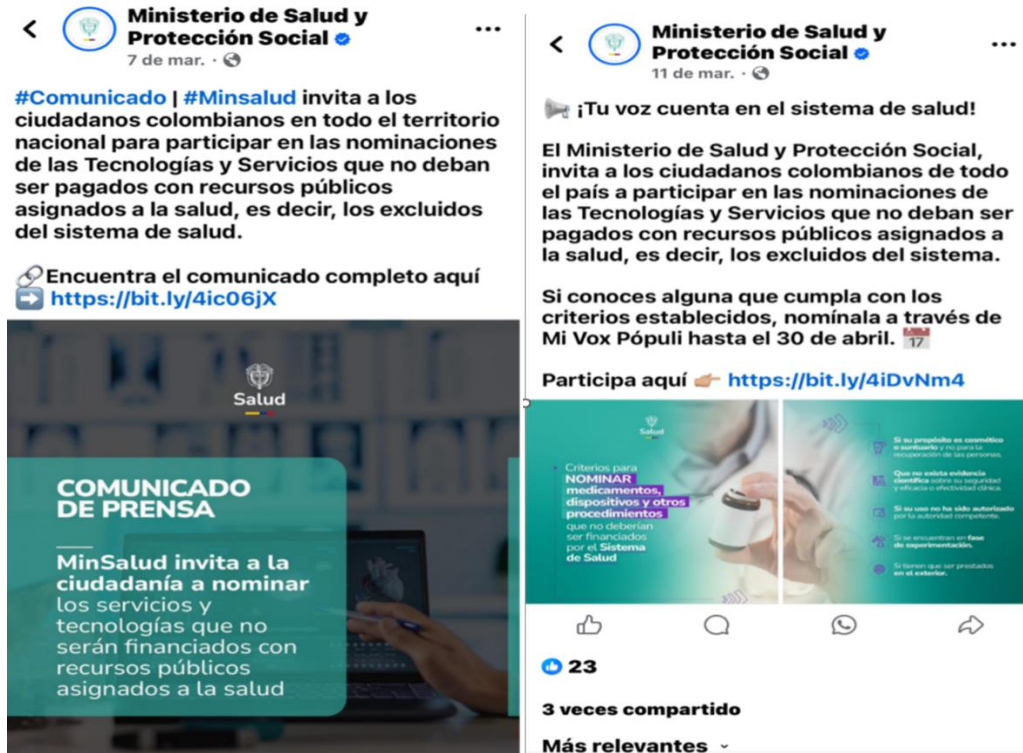 Ministerio de Salud y
Protección Social
7 de mar.
#Comunicado | #Minsalud invita a los
ciudadanos colombianos en todo el territorio
nacional para participar en las nominaciones
de las Tecnologías y Servicios que no deban
ser pagados con recursos públicos
asignados a la salud, es decir, los excluidos
del sistema de salud.
Encuentra el comunicado completo aquí
https://bit.ly/4ic06jX
Salud
COMUNICADO
DE PRENSA
MinSalud invita a la
ciudadanía a nominar
los servicios y
tecnologías que no
serán financiados con
recursos públicos
asignados a la salud
Ministerio de Salud y
Protección Social
11 de mar.
¡Tu voz cuenta en el sistema de salud!
El Ministerio de Salud y Protección Social,
invita a los ciudadanos colombianos de todo
el país a participar en las nominaciones de
las Tecnologías y Servicios que no deban ser
pagados con recursos públicos asignados a
la salud, es decir, los excluidos del sistema.
Si conoces alguna que cumpla con los
criterios establecidos, nomínala a través de
Mi Vox Pópuli hasta el 30 de abril. 17
Participa aquí https://bit.ly/4iDvNm4
Salud
Criterios para
NOMINAR
medicamentos,
dispositivos y otros
procedimientos
que no deberían
ser financiados
por el Sistema
de Salud
Si su propósito es cosmético
o suntuario y no para la
recuperación de las personas.
Que no exista evidencia
científica sobre su seguridad
y eficacia o efectividad clínica.
Si su uso no ha sido autorizado
por la autoridad competente.
Si se encuentran en fase
de experimentación.
Si tienen que ser prestados
en el exterior.
23
3 veces compartido
Más relevantes